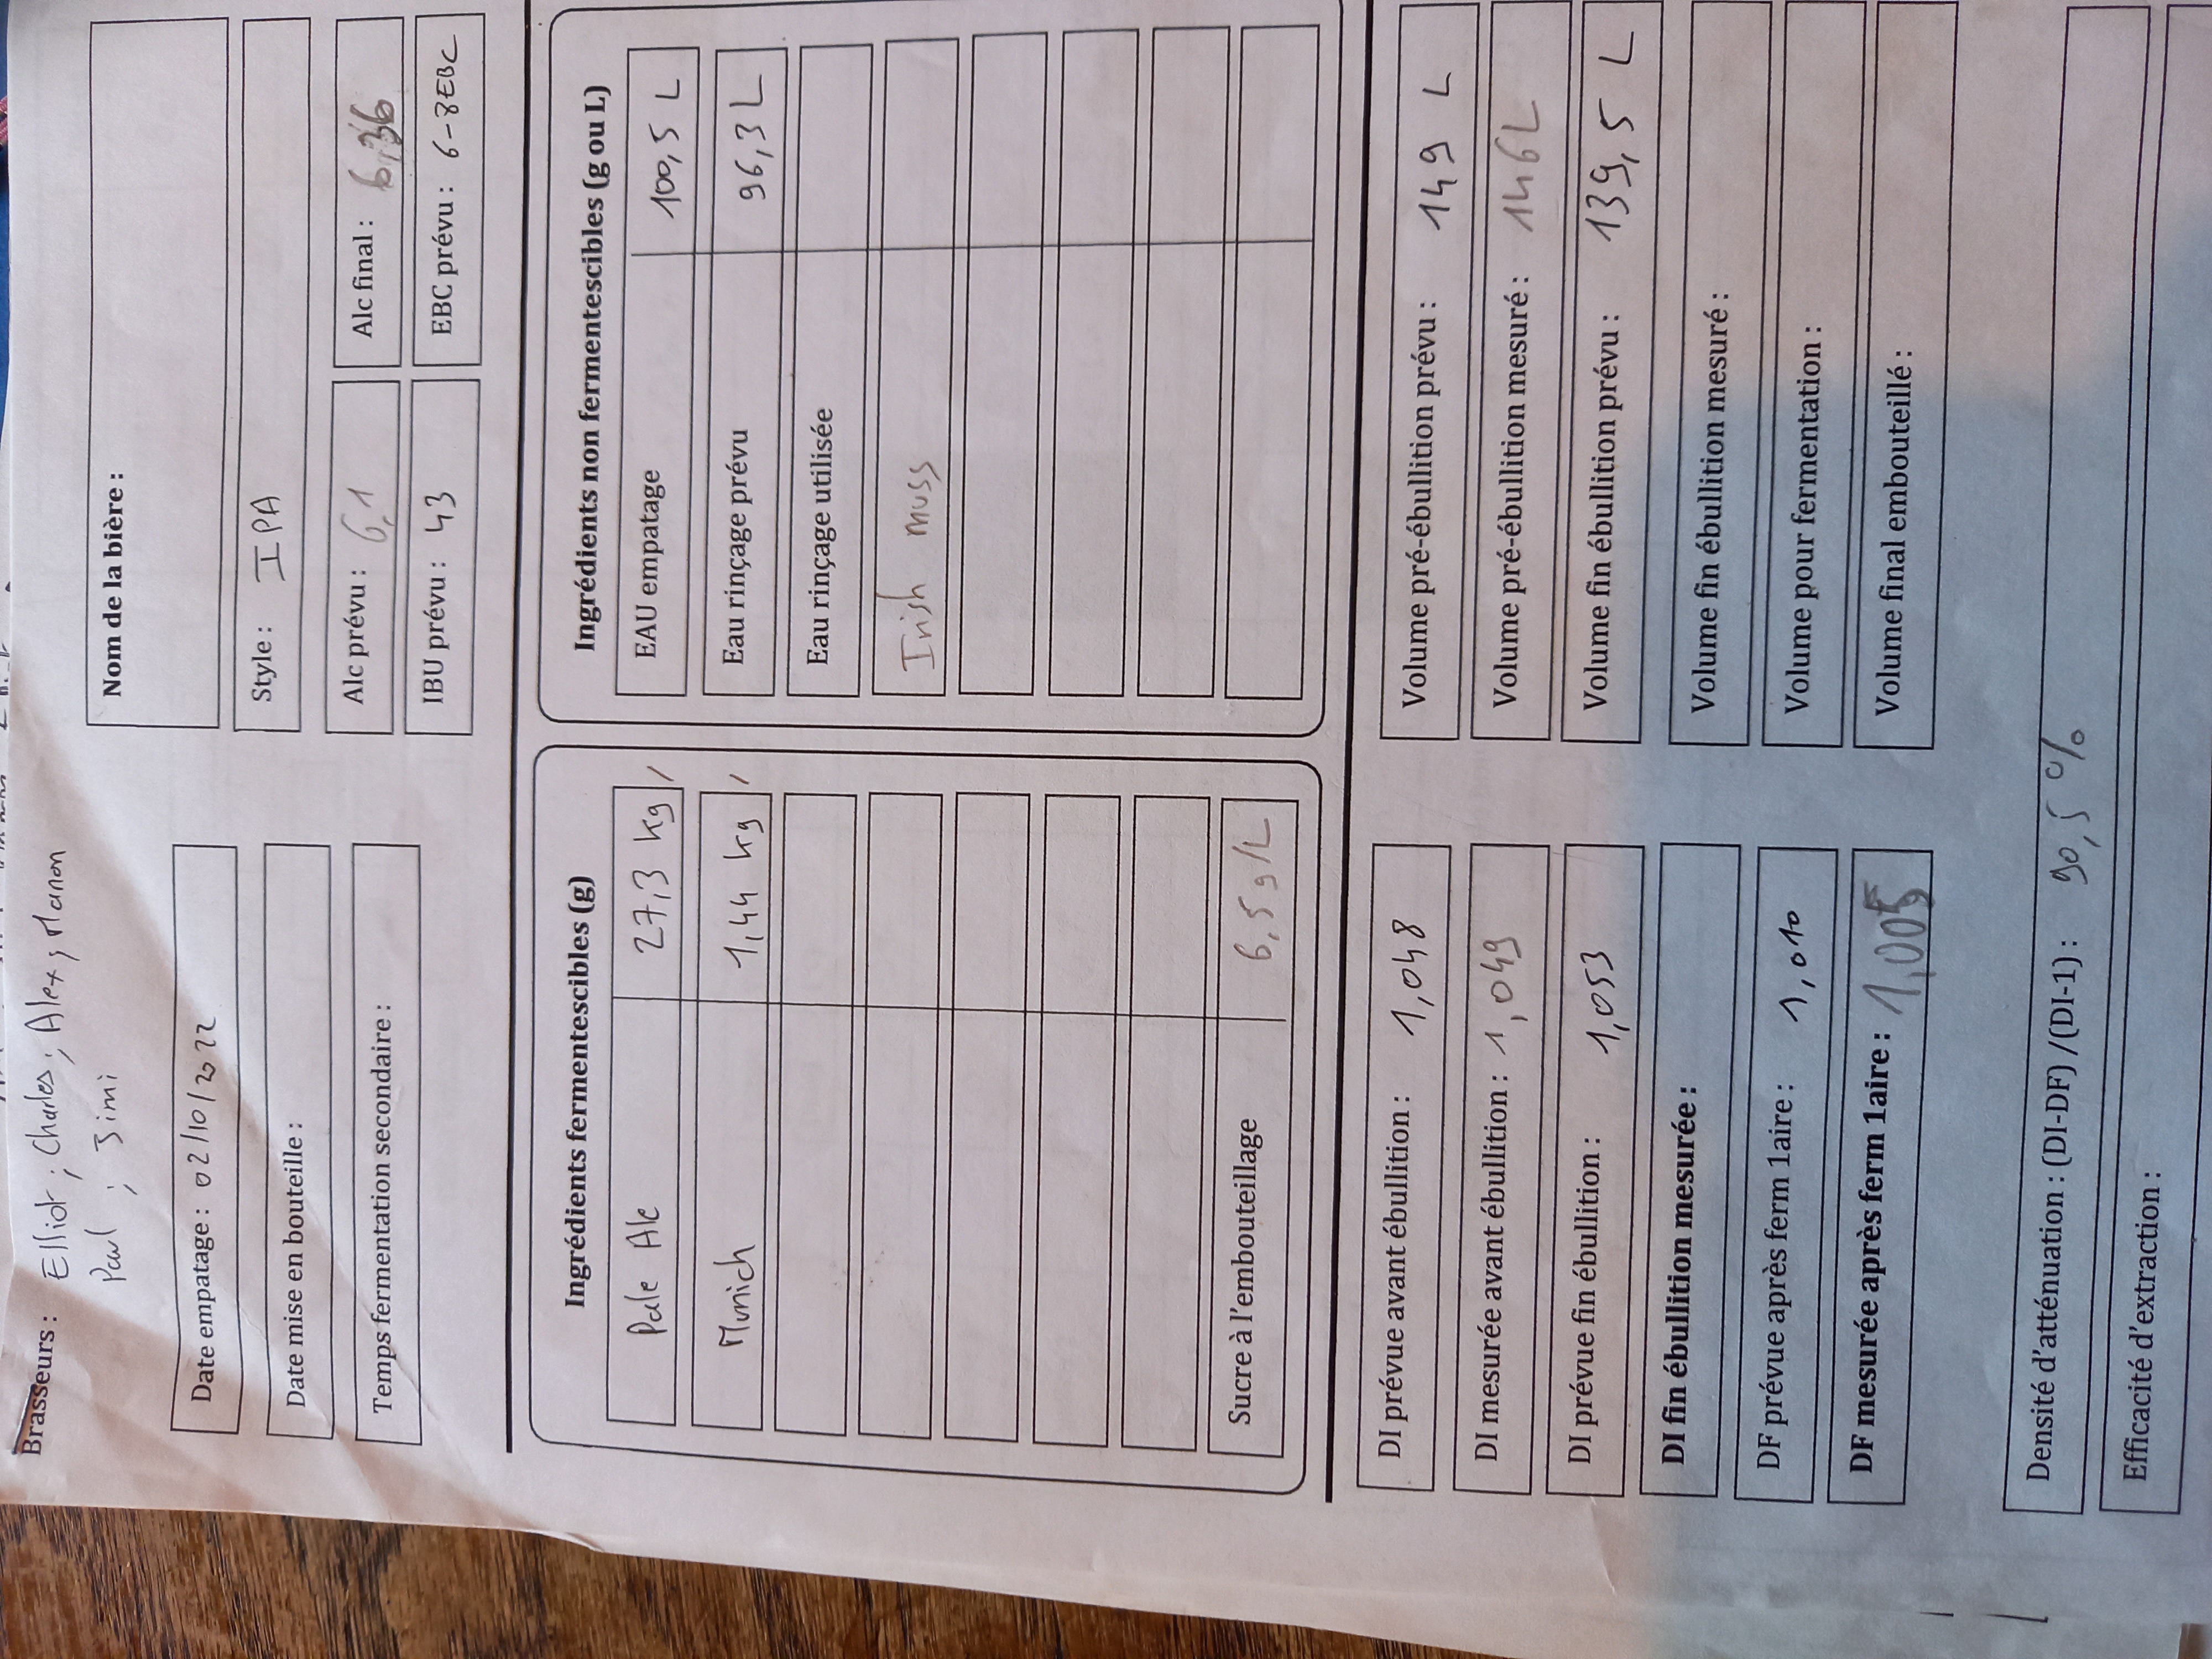 Brasseurs : Elliot ; Charles ; Alex ; Manon
Paul ; Jimi
Nom de la bière :
Date empatage : 02/10/2022
Style : IPA
Date mise en bouteille :
Alc prévu : 6,1
Alc final : 6,36
Temps fermentation secondaire :
IBU prévu : 43
EBC prévu : 6-8EBC
Ingrédients fermentescibles (g)
Pale Ale 27,3 kg /
Munich 1,44 kg /
Sucre à l'embouteillage 6,5 g/L
Ingrédients non fermentescibles (g ou L)
EAU empatage 100,5 L
Eau rinçage prévu 96,3 L
Eau rinçage utilisée
Irish muss
DI prévue avant ébullition : 1,048
DI mesurée avant ébullition : 1,049
DI prévue fin ébullition : 1,053
DI fin ébullition mesurée :
DF prévue après ferm 1aire : 1,010
DF mesurée après ferm 1aire : 1,005
Volume pré-ébullition prévu : 149 L
Volume pré-ébullition mesuré : 146L
Volume fin ébullition prévu : 139,5 L
Volume fin ébullition mesuré :
Volume pour fermentation :
Volume final embouteillé :
Densité d'atténuation : (DI-DF) /(DI-1) : 90,5 %
Efficacité d'extraction :